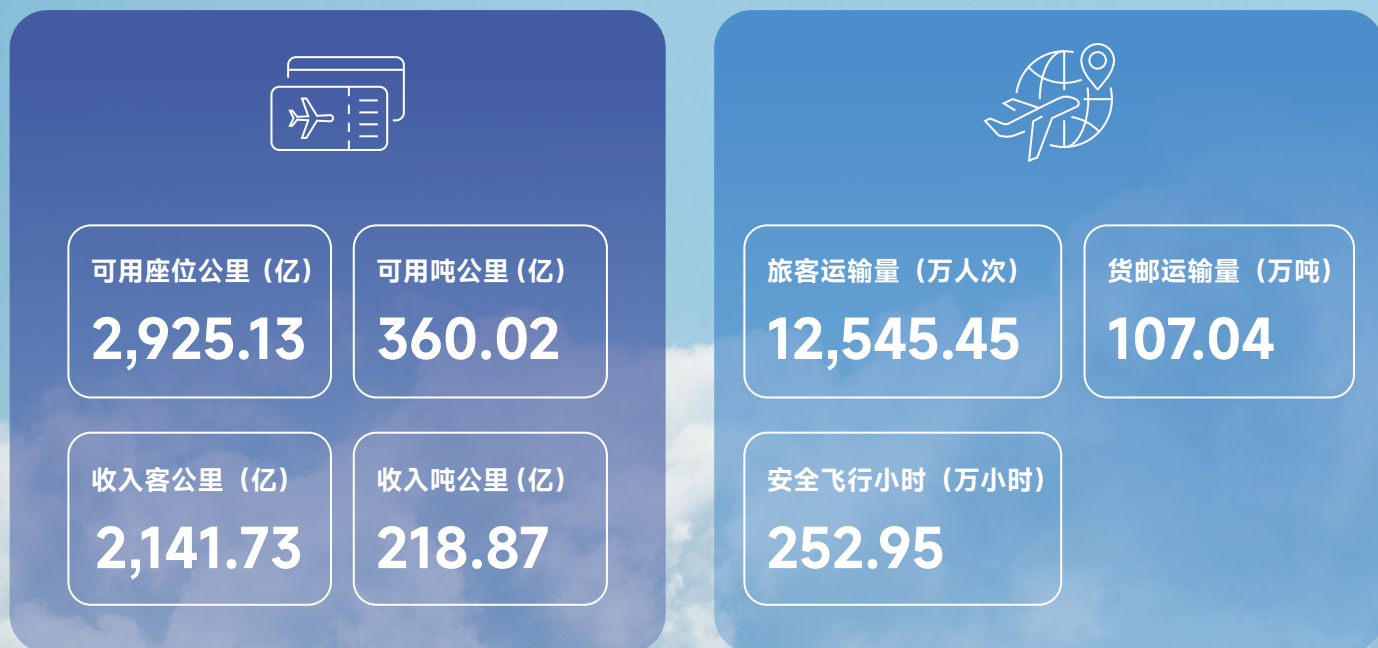 可用座位公里（亿）
2,925.13
可用吨公里（亿）
360.02
收入客公里（亿）
2,141.73
收入吨公里（亿）
218.87
旅客运输量（万人次）
12,545.45
货邮运输量（万吨）
107.04
安全飞行小时（万小时）
252.95